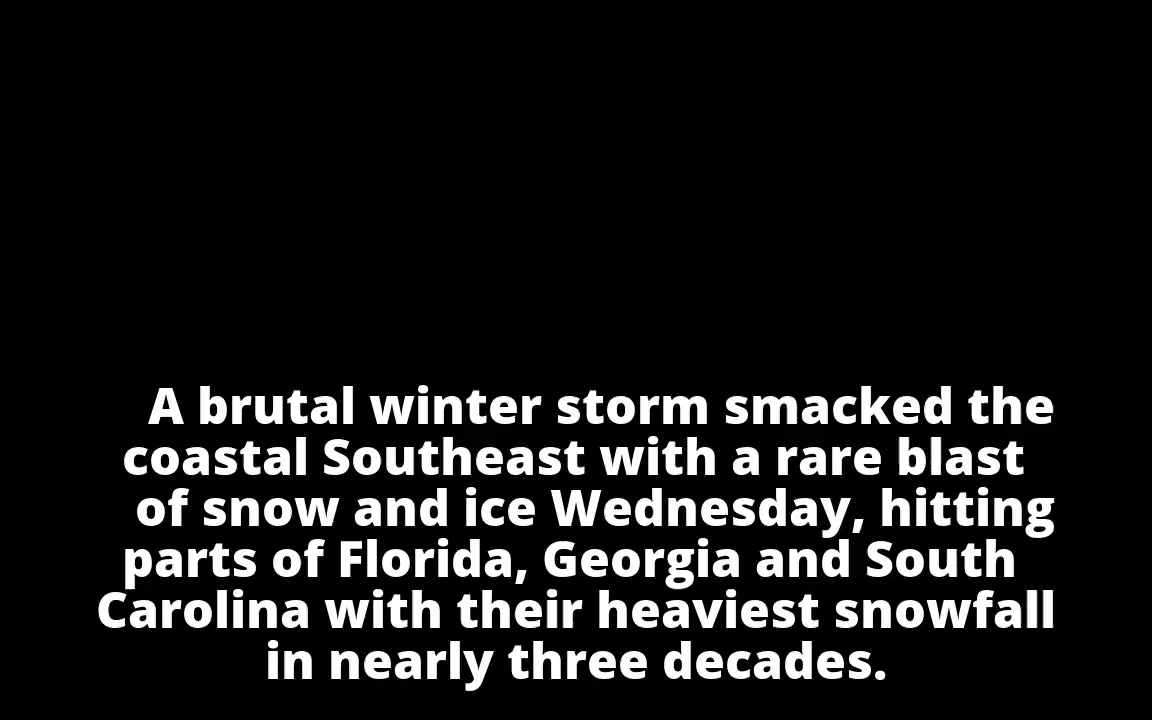 A brutal winter storm smacked the
coastal Southeast with a rare blast
of snow and ice Wednesday, hitting
parts of Florida, Georgia and South
Carolina with their heaviest snowfall
in nearly three decades.